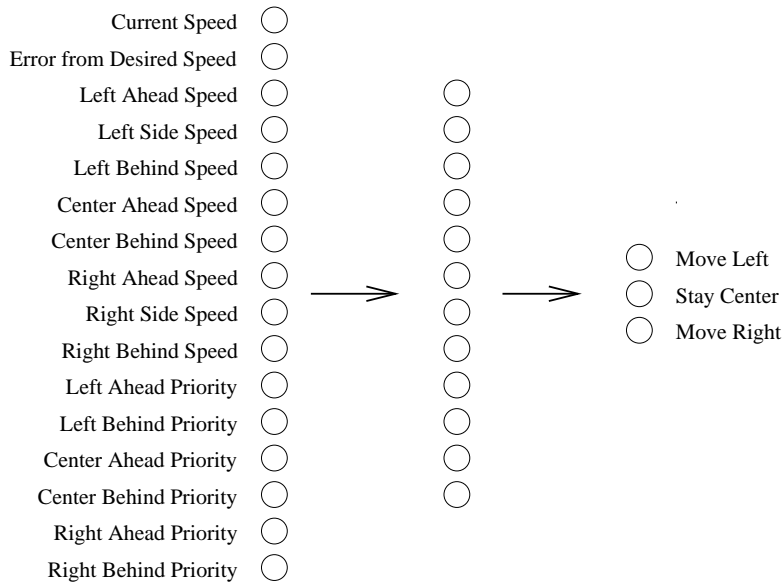 Current Speed
Error from Desired Speed
Left Ahead Speed
Left Side Speed
Left Behind Speed
Center Ahead Speed
Center Behind Speed
Right Ahead Speed
Right Side Speed
Right Behind Speed
Left Ahead Priority
Left Behind Priority
Center Ahead Priority
Center Behind Priority
Right Ahead Priority
Right Behind Priority
Move Left
Stay Center
Move Right